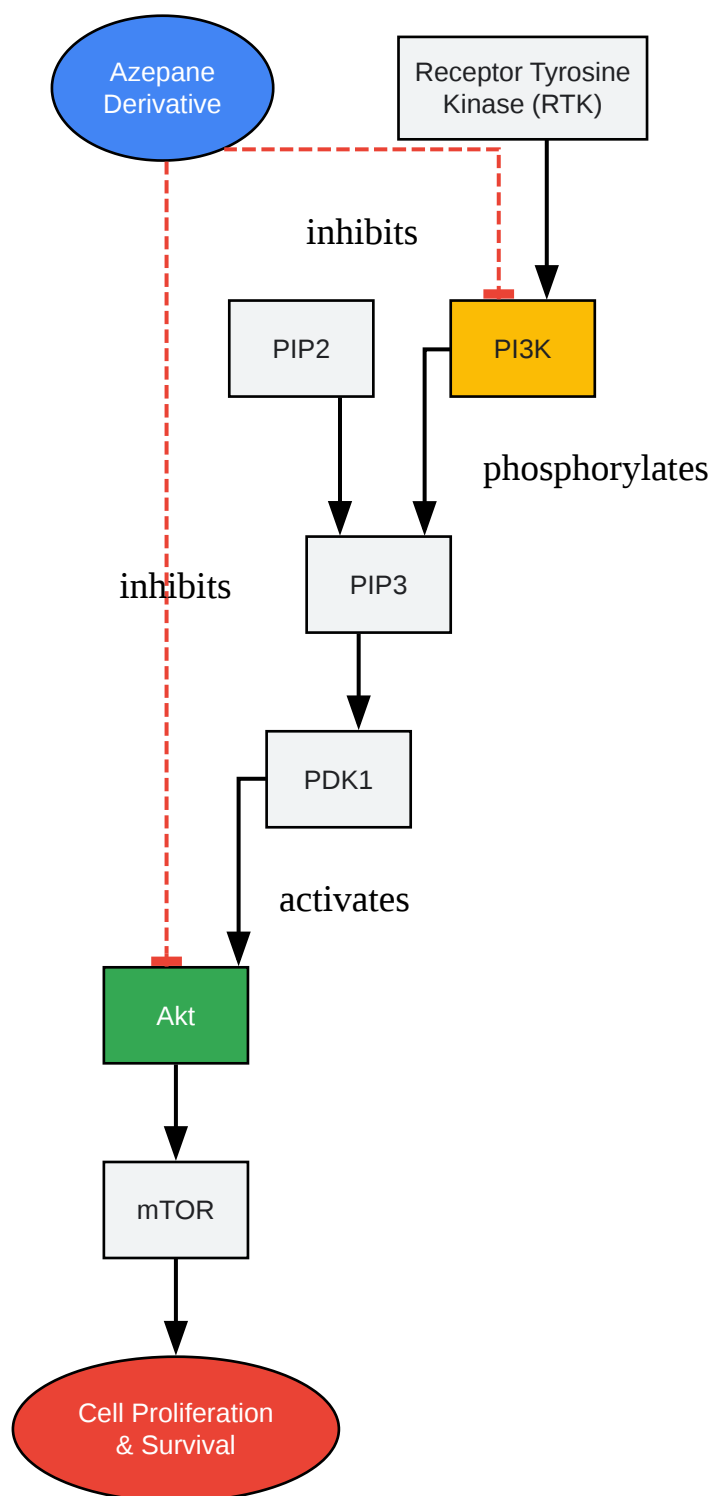 Azepane
Derivative
Receptor Tyrosine
Kinase (RTK)
inhibits
PIP2
PI3K
phosphorylates
inhibits
PIP3
PDK1
activates
Akt
mTOR
Cell Proliferation
& Survival